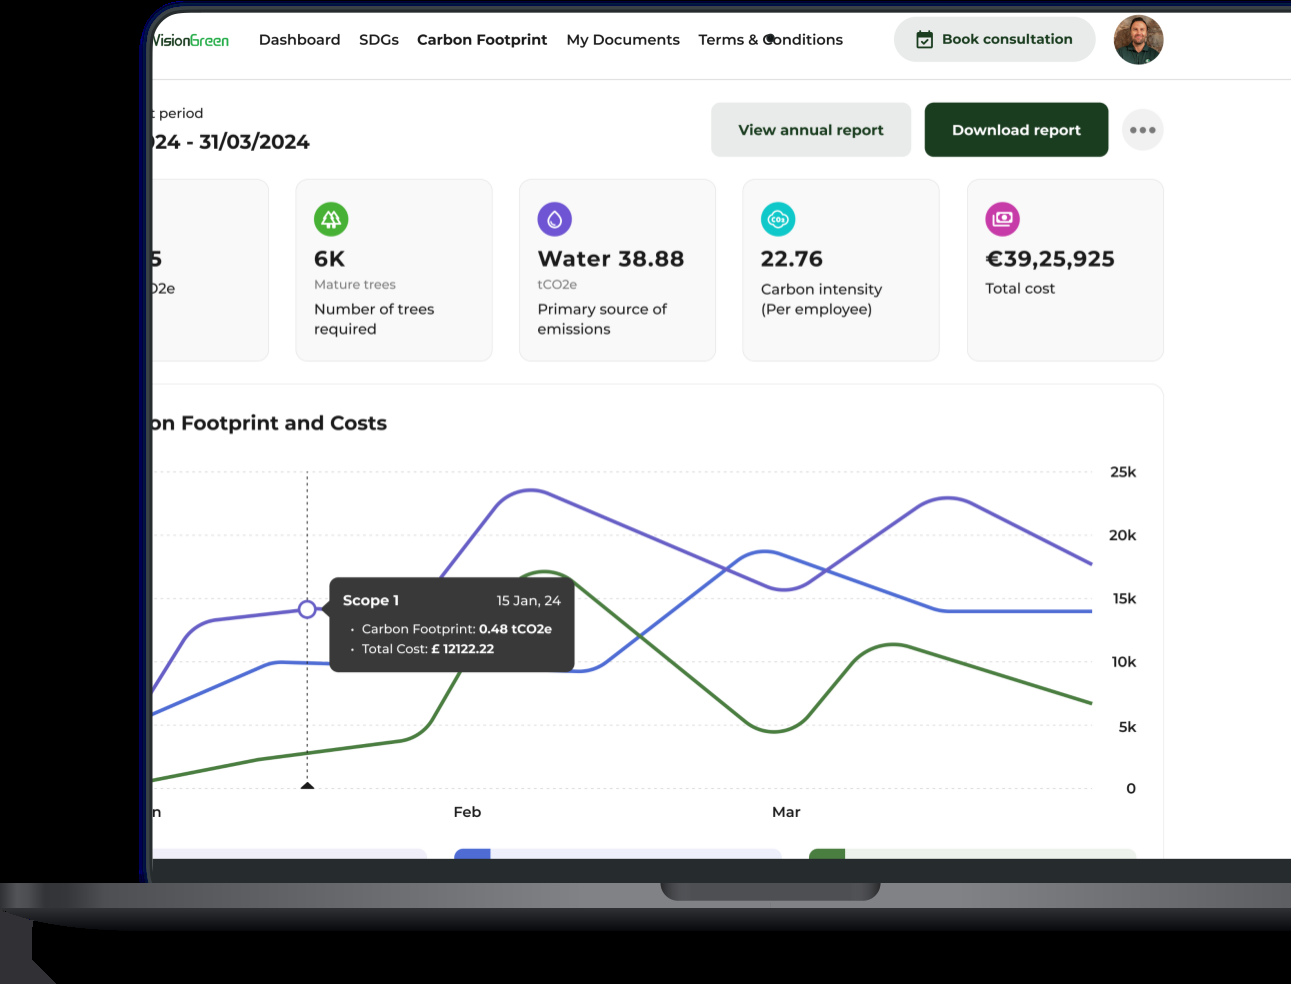 VisionGreen Dashboard SDGs Carbon Footprint My Documents Terms & Conditions Book consultation
period
24 - 31/03/2024
View annual report Download report
5
O2e
6K
Mature trees
Number of trees
required
Water 38.88
tCO2e
Primary source of
emissions
CO2
22.76
Carbon intensity
(Per employee)
€39,25,925
Total cost
on Footprint and Costs
25k
20k
15k
10k
5k
0
Scope 1 15 Jan, 24
• Carbon Footprint: 0.48 tCO2e
• Total Cost: £ 12122.22
n Feb Mar